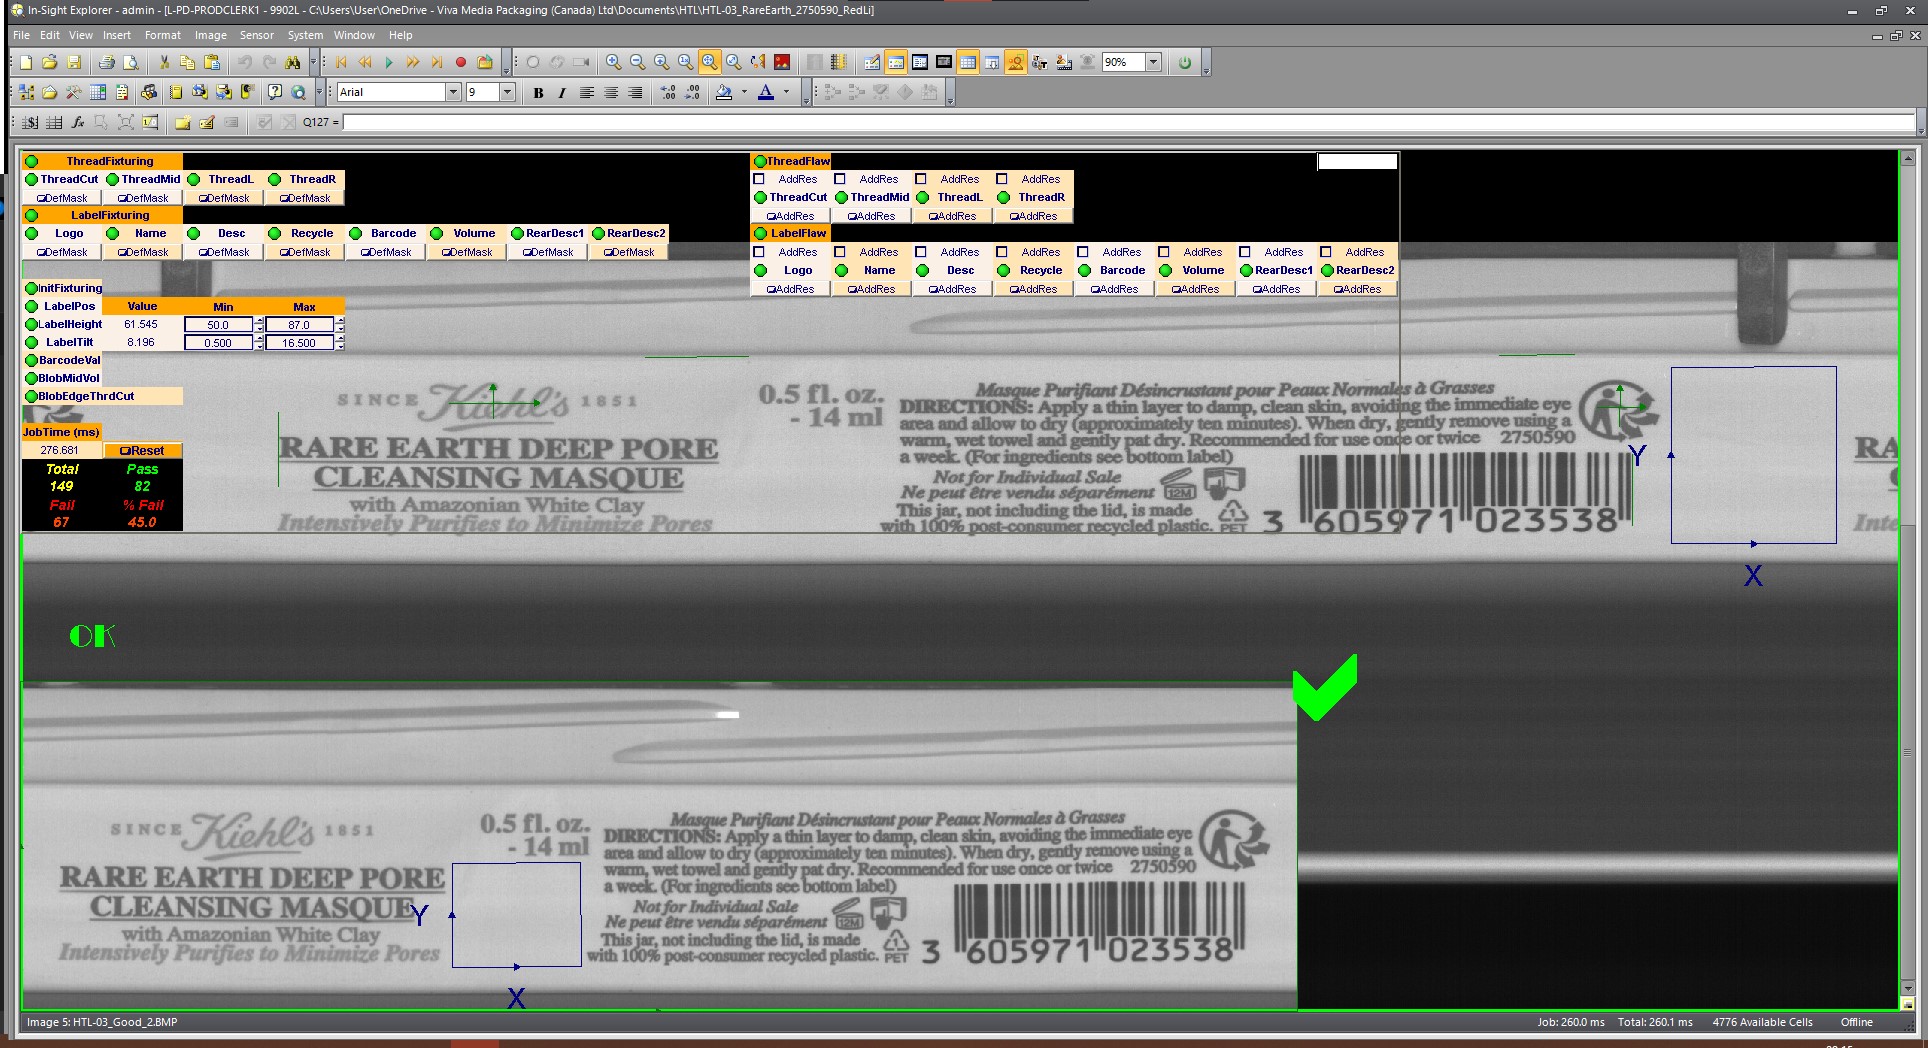 In-Sight Explorer - admin - [L-PD-PRODCLERK1 - 9902L - C:\Users\User\OneDrive - Viva Media Packaging (Canada) Ltd\Documents\HTL\HTL-03_RareEarth_2750590_RedLi]
File Edit View Insert Format Image Sensor System Window Help
90%
Arial 9 B I A
Q127 =
ThreadFixturing
ThreadCut ThreadMid ThreadL ThreadR
DefMask DefMask DefMask DefMask
LabelFixturing
Logo Name Desc Recycle Barcode Volume RearDesc1 RearDesc2
DefMask DefMask DefMask DefMask DefMask DefMask DefMask DefMask
ThreadFlaw
AddRes AddRes AddRes AddRes
ThreadCut ThreadMid ThreadL ThreadR
AddRes AddRes AddRes AddRes
LabelFlaw
AddRes AddRes AddRes AddRes AddRes AddRes AddRes AddRes
Logo Name Desc Recycle Barcode Volume RearDesc1 RearDesc2
AddRes AddRes AddRes AddRes AddRes AddRes AddRes AddRes
InitFixturing
LabelPos Value Min Max
LabelHeight 61.545 50.0 87.0
LabelTilt 8.196 0.500 16.500
BarcodeVal
BlobMidVol
BlobEdgeThrdCut
JobTime (ms)
276.681 Reset
Total Pass
149 82
Fail % Fail
67 45.0
SINCE Kiehl's 1851
RARE EARTH DEEP PORE
CLEANSING MASQUE
with Amazonian White Clay
Intensively Purifies to Minimize Pores
0.5 fl. oz.
- 14 ml
Masque Purifiant Désincrustant pour Peaux Normales à Grasses
DIRECTIONS: Apply a thin layer to damp, clean skin, avoiding the immediate eye
area and allow to dry (approximately ten minutes). When dry, gently remove using a
warm, wet towel and gently pat dry. Recommended for use once or twice 2750590
a week. (For ingredients see bottom label)
Not for Individual Sale
Ne peut être vendu séparément 12M
This jar, not including the lid, is made
with 100% post-consumer recycled plastic.
1
PET
3 605971 023538
Y
X
RA
C
Inte
OK
SINCE Kiehl's 1851
RARE EARTH DEEP PORE
CLEANSING MASQUE
with Amazonian White Clay
Intensively Purifies to Minimize Pores
0.5 fl. oz.
- 14 ml
Y
X
Masque Purifiant Désincrustant pour Peaux Normales à Grasses
DIRECTIONS: Apply a thin layer to damp, clean skin, avoiding the immediate eye
area and allow to dry (approximately ten minutes). When dry, gently remove using a
warm, wet towel and gently pat dry. Recommended for use once or twice 2750590
a week. (For ingredients see bottom label)
Not for Individual Sale
Ne peut être vendu séparément 12M
This jar, not including the lid, is made
with 100% post-consumer recycled plastic.
1
PET
3 605971 023538
Image 5: HTL-03_Good_2.BMP
Job: 260.0 ms Total: 260.1 ms 4776 Available Cells Offline